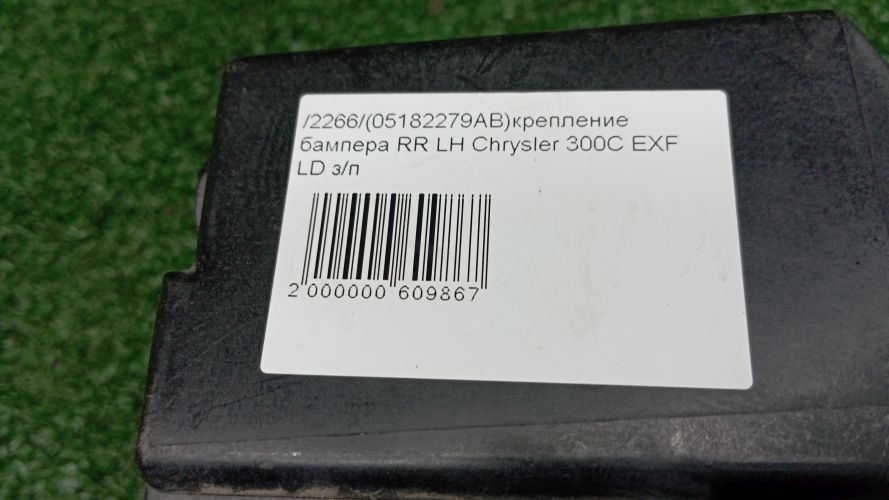 /2266/(05182279AB)крепление
бампера RR LH Chrysler 300C EXF
LD з/п
2 000000 609867